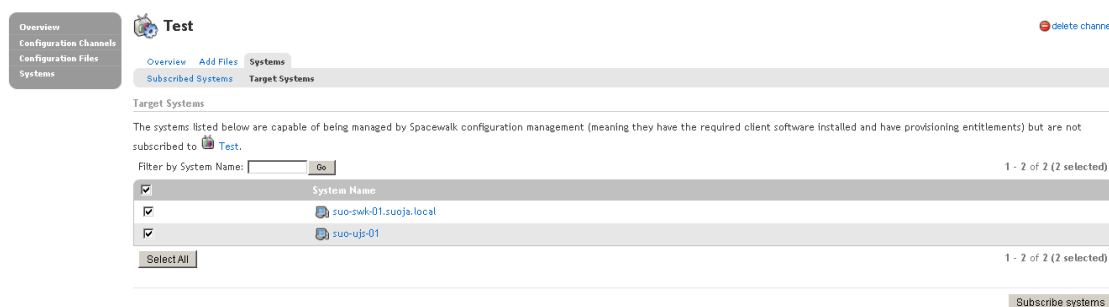 Overview
Configuration Channels
Configuration Files
Systems
Test
delete channe
Overview Add Files Systems
Subscribed Systems Target Systems
Target Systems
The systems listed below are capable of being managed by Spacewalk configuration management (meaning they have the required client software installed and have provisioning entitlements) but are not
subscribed to Test.
Filter by System Name: Go
1 - 2 of 2 (2 selected)
System Name
suo-swk-01.suoja.local
suo-ujs-01
Select All
1 - 2 of 2 (2 selected)
Subscribe systems